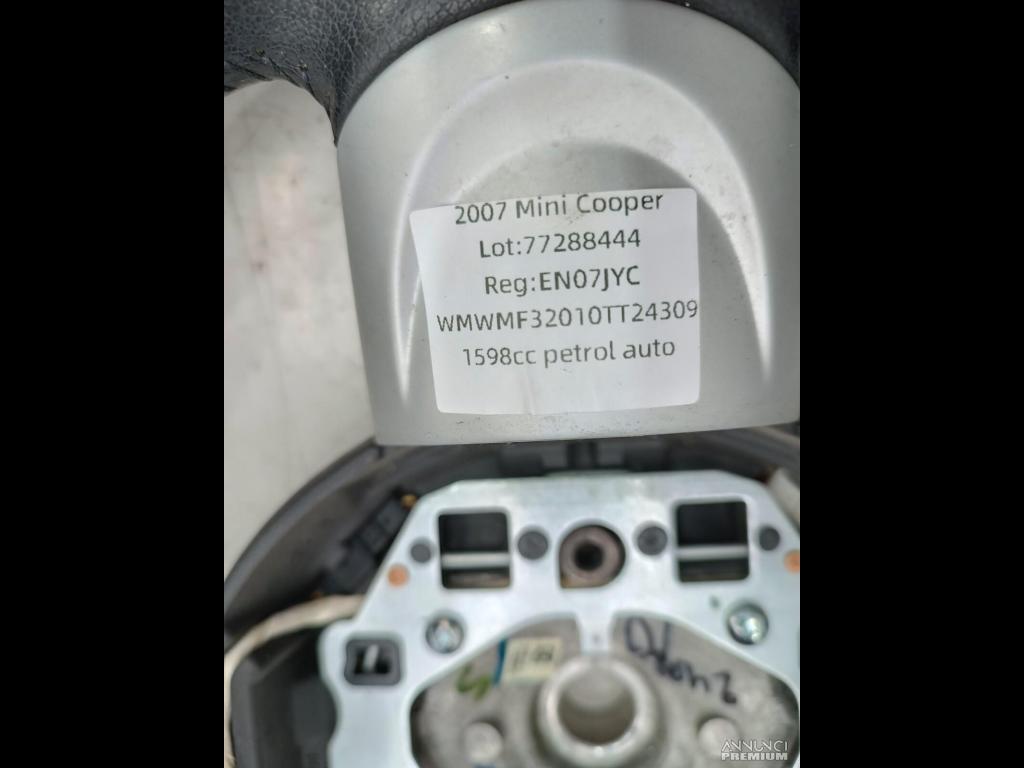 2007 Mini Cooper
Lot:77288444
Reg:EN07JYC
WMWMF32010TT24309
1598cc petrol auto
ANNUNCI
PREMIUM